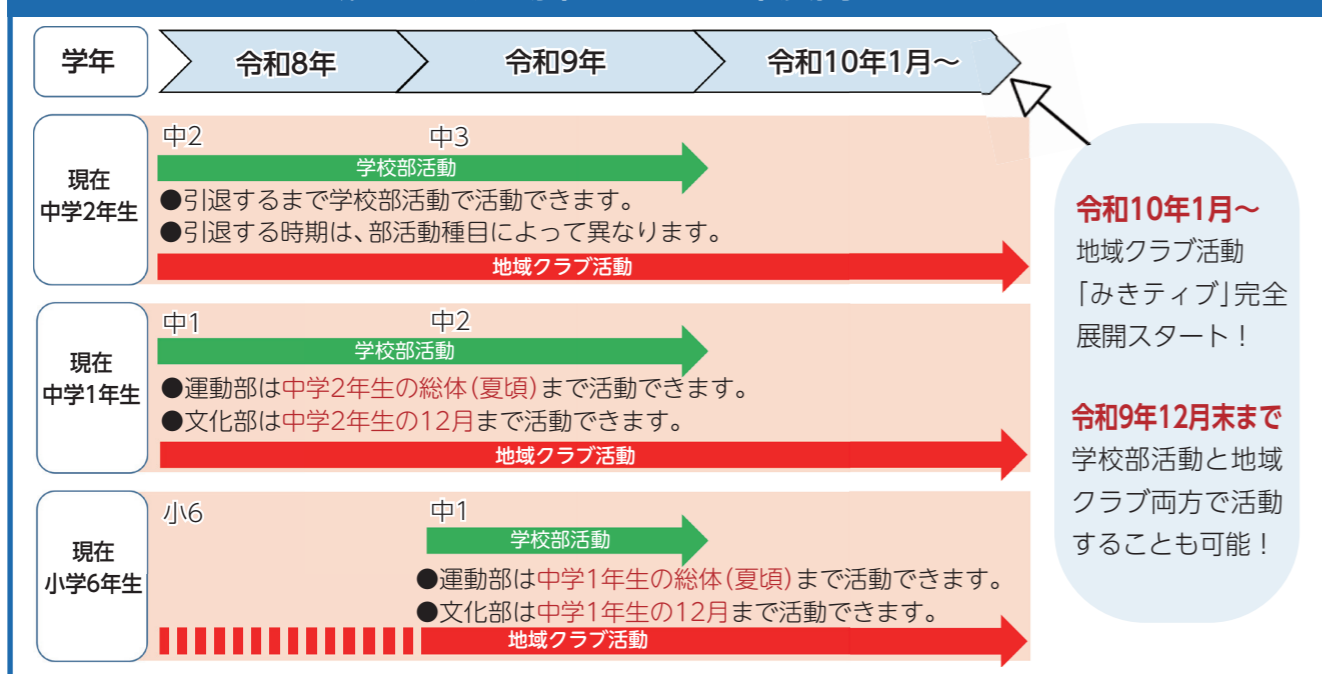 学年
令和8年
令和9年
令和10年1月～
現在
中学2年生
中2
中3
学校部活動
●引退するまで学校部活動で活動できます。
●引退する時期は、部活動種目によって異なります。
地域クラブ活動
現在
中学1年生
中1
中2
学校部活動
●運動部は中学2年生の総体（夏頃）まで活動できます。
●文化部は中学2年生の12月まで活動できます。
地域クラブ活動
現在
小学6年生
小6
中1
学校部活動
●運動部は中学1年生の総体（夏頃）まで活動できます。
●文化部は中学1年生の12月まで活動できます。
地域クラブ活動
令和10年1月～
地域クラブ活動
「みきティブ」完全
展開スタート！
令和9年12月末まで
学校部活動と地域
クラブ両方で活動
することも可能！